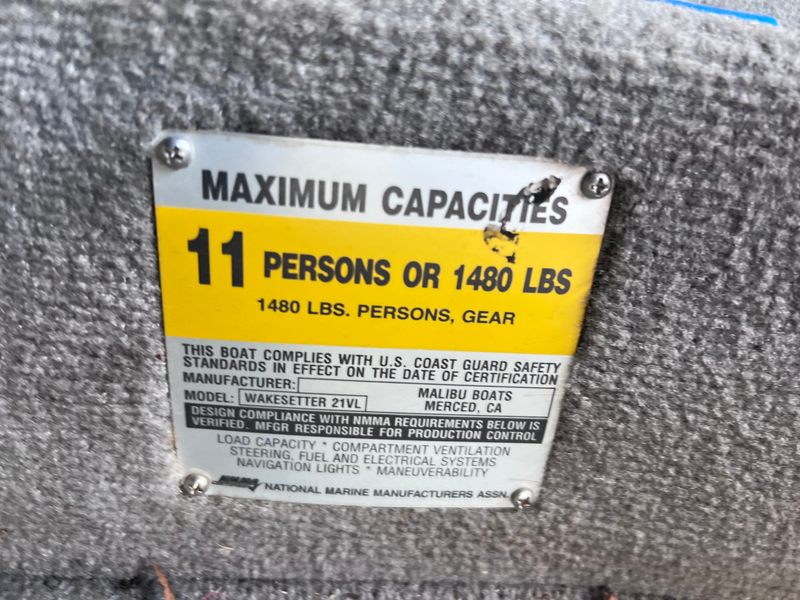 MAXIMUM CAPACITIES
11 PERSONS OR 1480 LBS
1480 LBS. PERSONS, GEAR
THIS BOAT COMPLIES WITH U.S. COAST GUARD SAFETY
STANDARDS IN EFFECT ON THE DATE OF CERTIFICATION
MANUFACTURER: MALIBU BOATS
MODEL: WAKESETTER 21VL MERCED, CA
DESIGN COMPLIANCE WITH NMMA REQUIREMENTS BELOW IS
VERIFIED. MFGR RESPONSIBLE FOR PRODUCTION CONTROL
LOAD CAPACITY * COMPARTMENT VENTILATION
STEERING, FUEL AND ELECTRICAL SYSTEMS
NAVIGATION LIGHTS * MANEUVERABILITY
NMMA NATIONAL MARINE MANUFACTURERS ASSN.